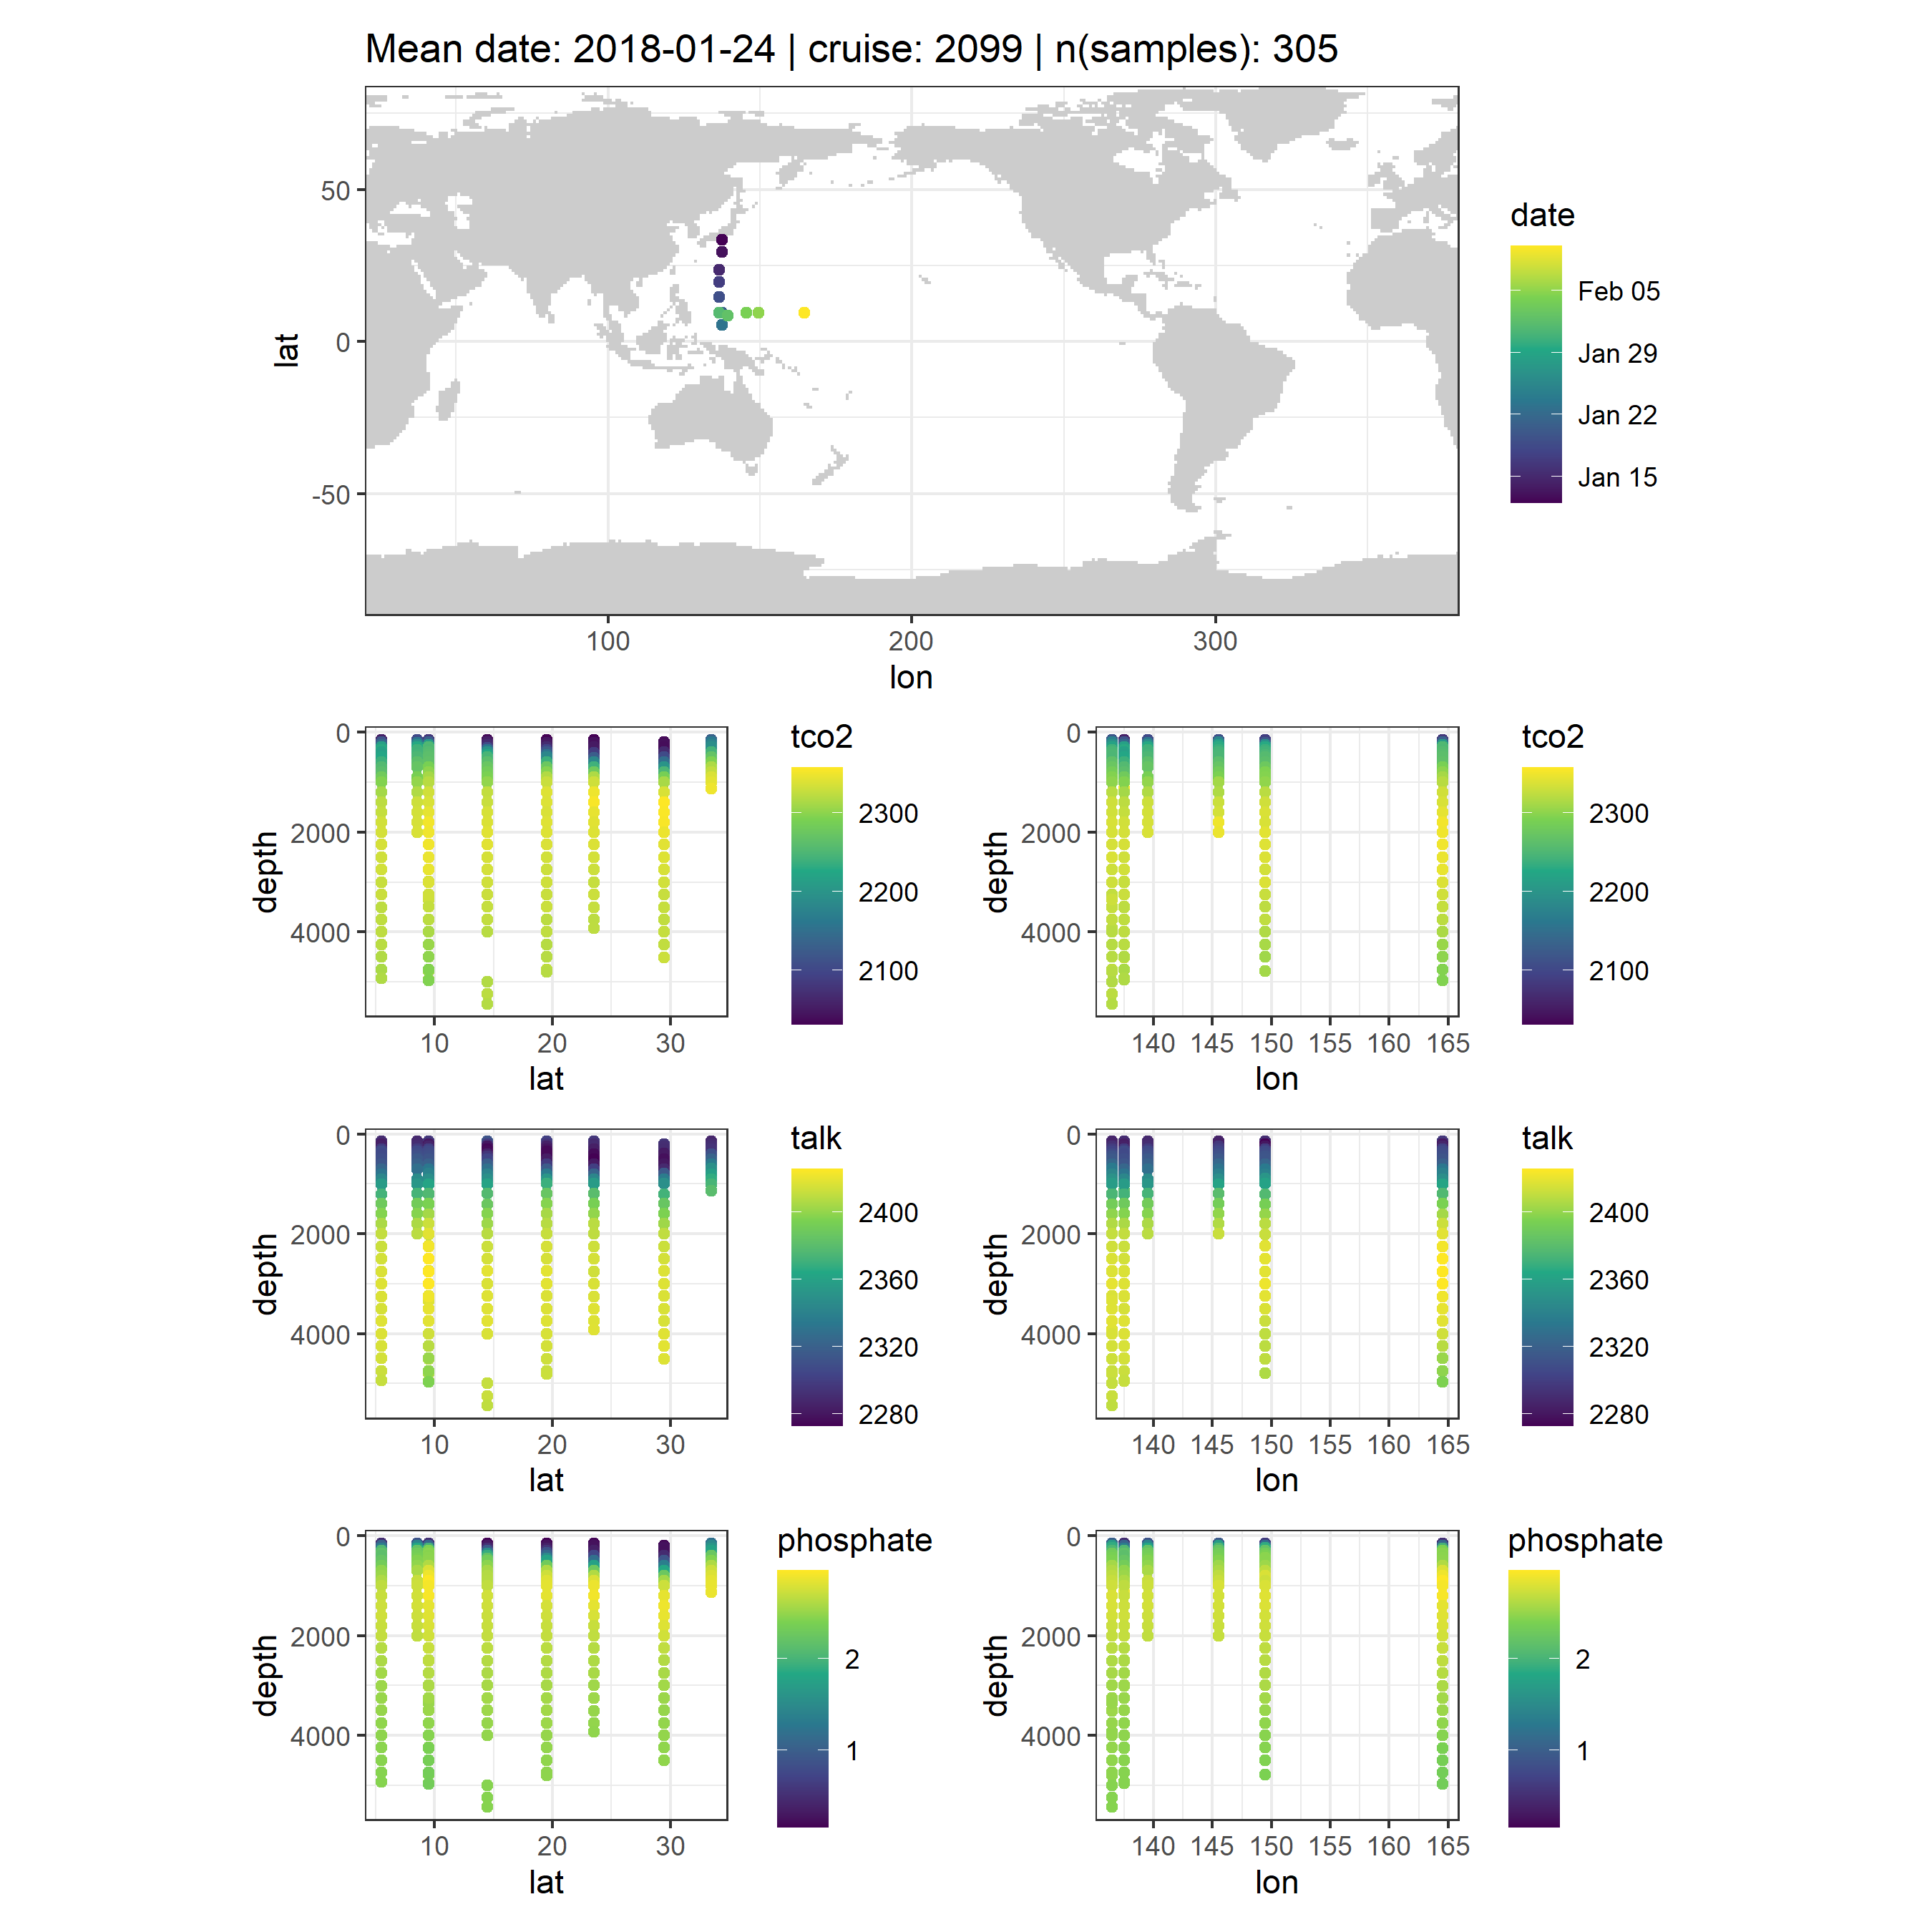 Mean date: 2018-01-24 | cruise: 2099 | n(samples): 305
50
0
-50
lat
100
200
300
lon
date
Feb 05
Jan 29
Jan 22
Jan 15
0
2000
4000
depth
10
20
30
lat
tco2
2300
2200
2100
0
2000
4000
depth
140
145
150
155
160
165
lon
tco2
2300
2200
2100
0
2000
4000
depth
10
20
30
lat
talk
2400
2360
2320
2280
0
2000
4000
depth
140
145
150
155
160
165
lon
talk
2400
2360
2320
2280
0
2000
4000
depth
10
20
30
lat
phosphate
2
1
0
2000
4000
depth
140
145
150
155
160
165
lon
phosphate
2
1